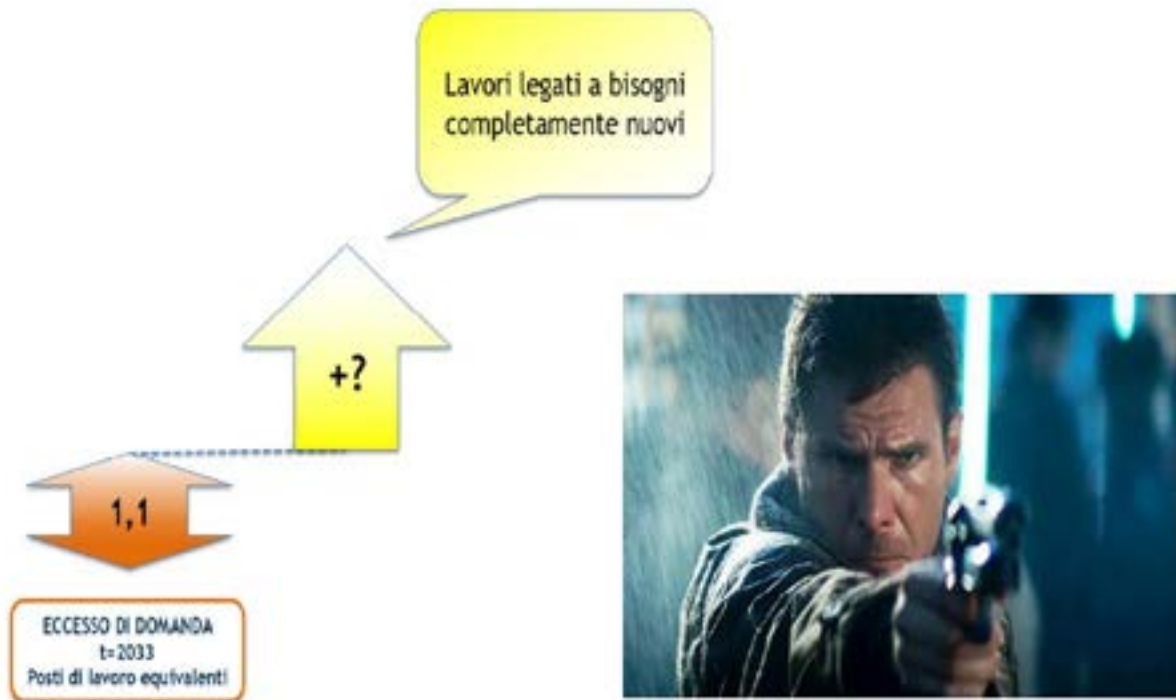 Lavori legati a bisogni
completamente nuovi
+?
1,1
ECCESSO DI DOMANDA
t=2033
Posti di lavoro equivalenti